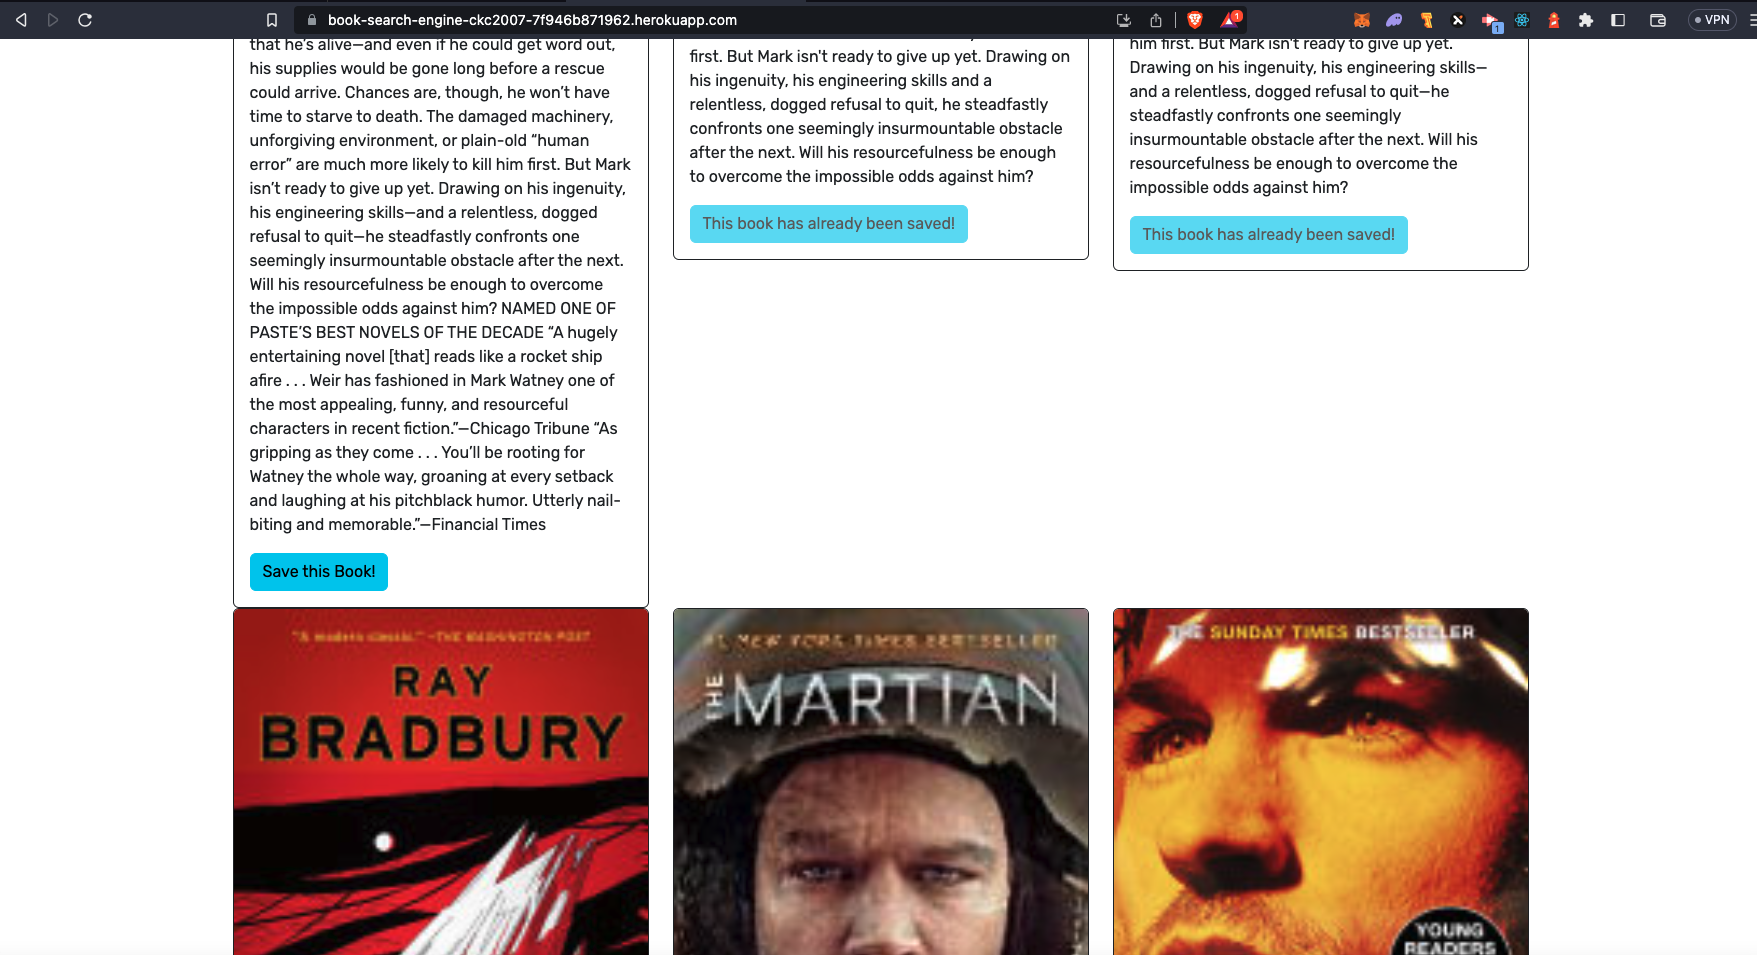 book-search-engine-ckc2007-7f946b871962.herokuapp.com
1
1
VPN
that he's alive—and even if he could get word out,
his supplies would be gone long before a rescue
could arrive. Chances are, though, he won't have
time to starve to death. The damaged machinery,
unforgiving environment, or plain-old “human
error” are much more likely to kill him first. But Mark
isn't ready to give up yet. Drawing on his ingenuity,
his engineering skills—and a relentless, dogged
refusal to quit—he steadfastly confronts one
seemingly insurmountable obstacle after the next.
Will his resourcefulness be enough to overcome
the impossible odds against him? NAMED ONE OF
PASTE'S BEST NOVELS OF THE DECADE “A hugely
entertaining novel [that] reads like a rocket ship
afire . . . Weir has fashioned in Mark Watney one of
the most appealing, funny, and resourceful
characters in recent fiction.”—Chicago Tribune “As
gripping as they come . . . You'll be rooting for
Watney the whole way, groaning at every setback
and laughing at his pitchblack humor. Utterly nail-
biting and memorable.”—Financial Times
Save this Book!
first. But Mark isn't ready to give up yet. Drawing on
his ingenuity, his engineering skills and a
relentless, dogged refusal to quit, he steadfastly
confronts one seemingly insurmountable obstacle
after the next. Will his resourcefulness be enough
to overcome the impossible odds against him?
This book has already been saved!
him first. But Mark isn't ready to give up yet.
Drawing on his ingenuity, his engineering skills—
and a relentless, dogged refusal to quit—he
steadfastly confronts one seemingly
insurmountable obstacle after the next. Will his
resourcefulness be enough to overcome the
impossible odds against him?
This book has already been saved!
"A modern classic." —THE WASHINGTON POST
RAY
BRADBURY
#1 NEW YORK TIMES BESTSELLER
THE MARTIAN
THE SUNDAY TIMES BESTSELLER
YOUNG
READERS